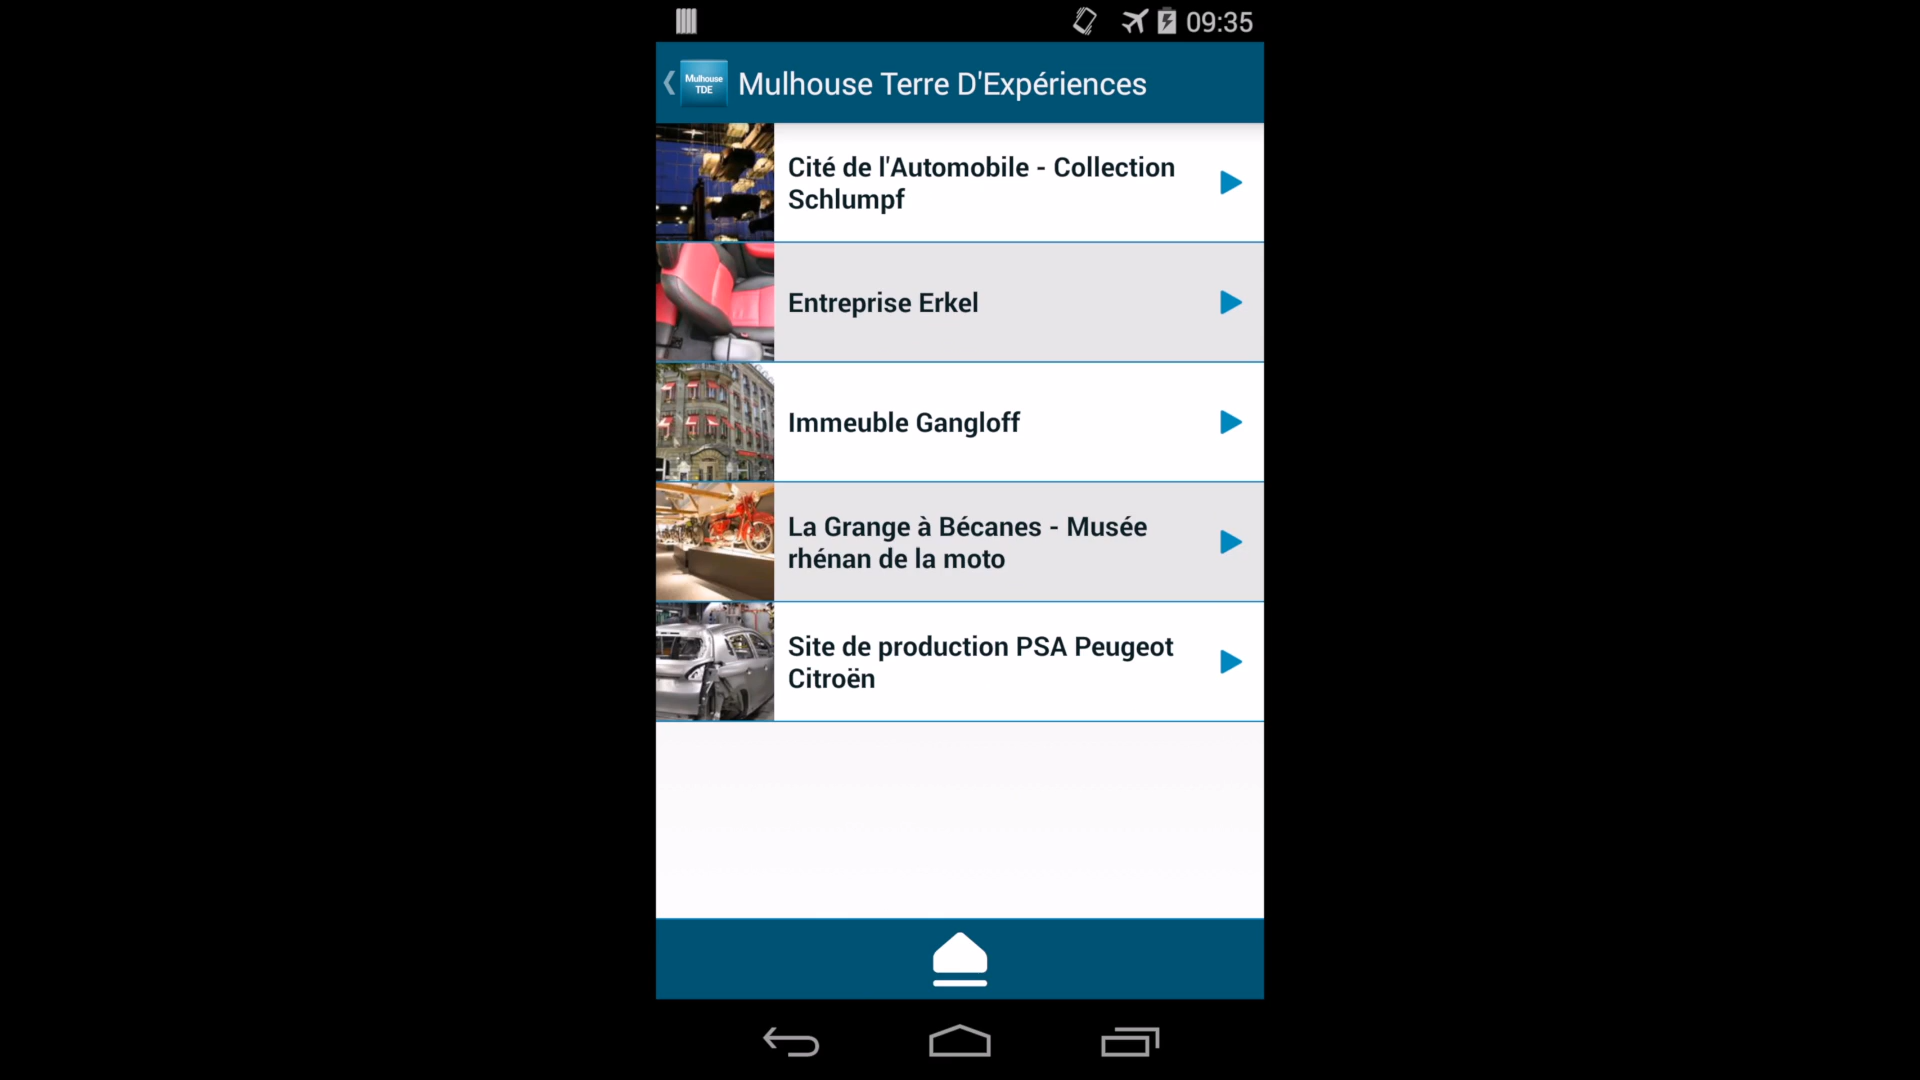 09:35
Mulhouse
TDE
Mulhouse Terre D'Expériences
Cité de l'Automobile - Collection
Schlumpf
Entreprise Erkel
Immeuble Gangloff
La Grange à Bécanes - Musée
rhénan de la moto
Site de production PSA Peugeot
Citroën